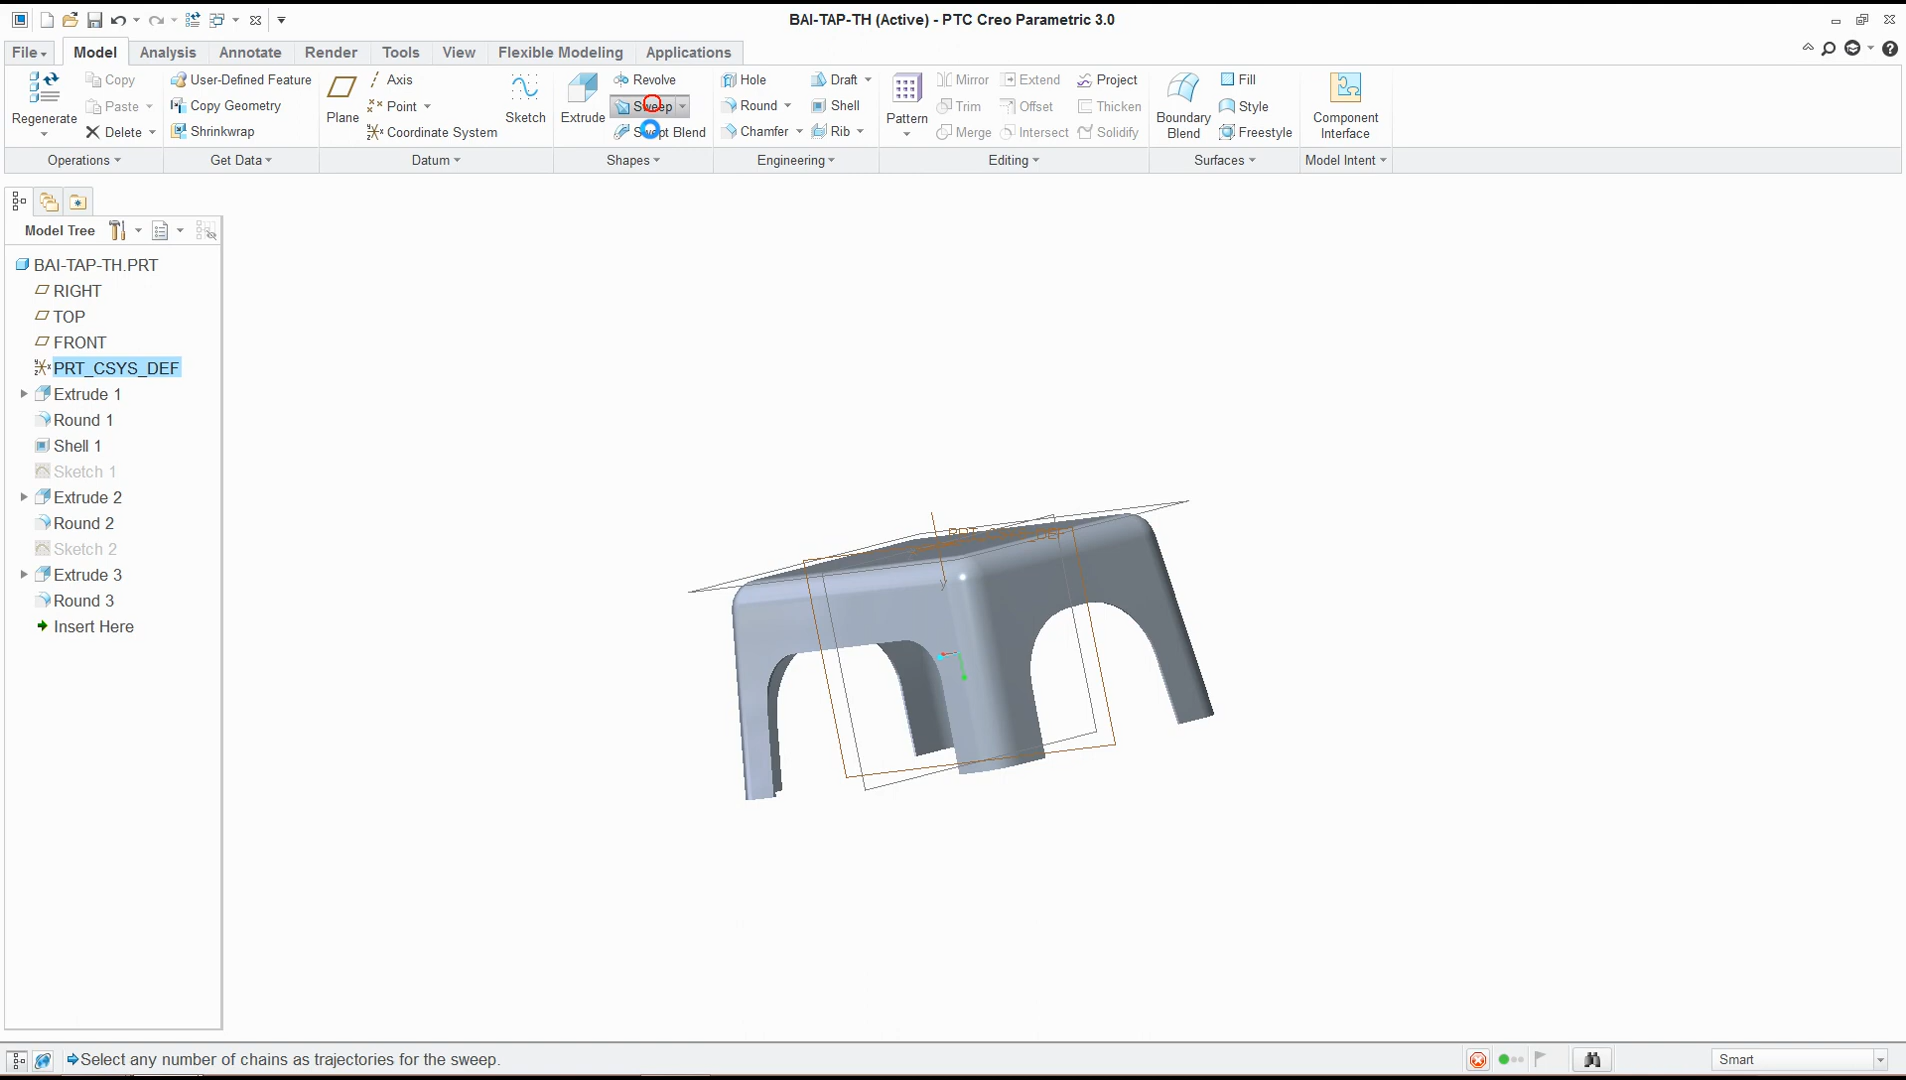 BAI-TAP-TH (Active) - PTC Creo Parametric 3.0
File Model Analysis Annotate Render Tools View Flexible Modeling Applications
Regenerate
Copy
Paste
Delete
Operations
User-Defined Feature
Copy Geometry
Shrinkwrap
Get Data
Plane
Axis
Point
Coordinate System
Sketch
Datum
Extrude
Revolve
Sweep
Swept Blend
Shapes
Hole
Round
Chamfer
Draft
Shell
Rib
Engineering
Pattern
Mirror
Trim
Merge
Extend
Offset
Intersect
Project
Thicken
Solidify
Editing
Boundary
Blend
Fill
Style
Freestyle
Surfaces
Component
Interface
Model Intent
Model Tree
BAI-TAP-TH.PRT
RIGHT
TOP
FRONT
PRT_CSYS_DEF
Extrude 1
Round 1
Shell 1
Sketch 1
Extrude 2
Round 2
Sketch 2
Extrude 3
Round 3
Insert Here
Select any number of chains as trajectories for the sweep.
Smart